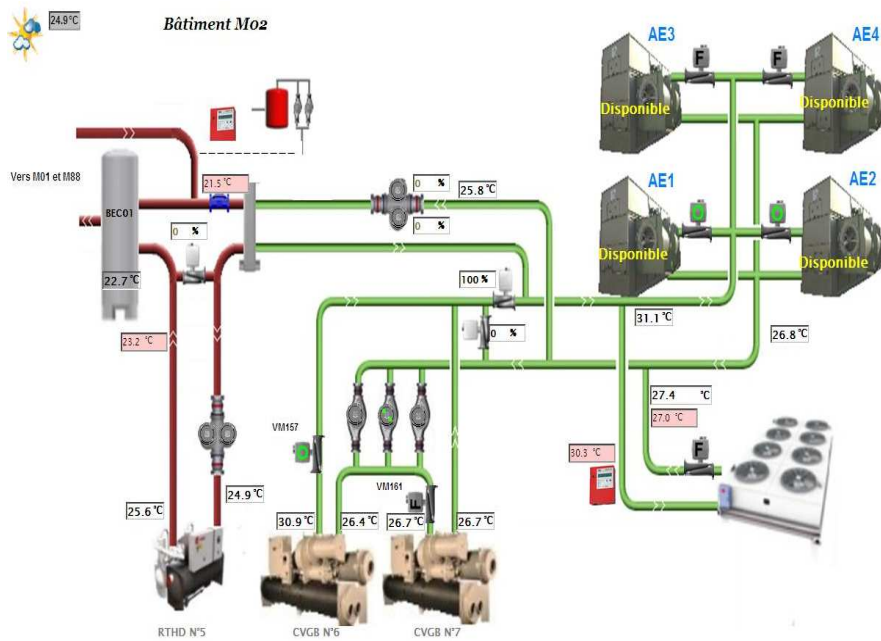 24.9°C
Bâtiment M02
AE3
AE4
F
F
Disponible
Disponible
Vers M01 et M88
21.5 °C
0 %
25.8°C
BEC01
0 %
0 %
AE1
AE2
Disponible
Disponible
22.7°C
100 %
31.1°C
26.8°C
0 %
23.2 °C
27.4 °C
27.0 °C
VM157
F
30.3 °C
VM161
F
25.6°C
24.9°C
30.9°C
26.4°C
26.7°C
26.7°C
RTHD N°5
CVGB N°6
CVGB N°7